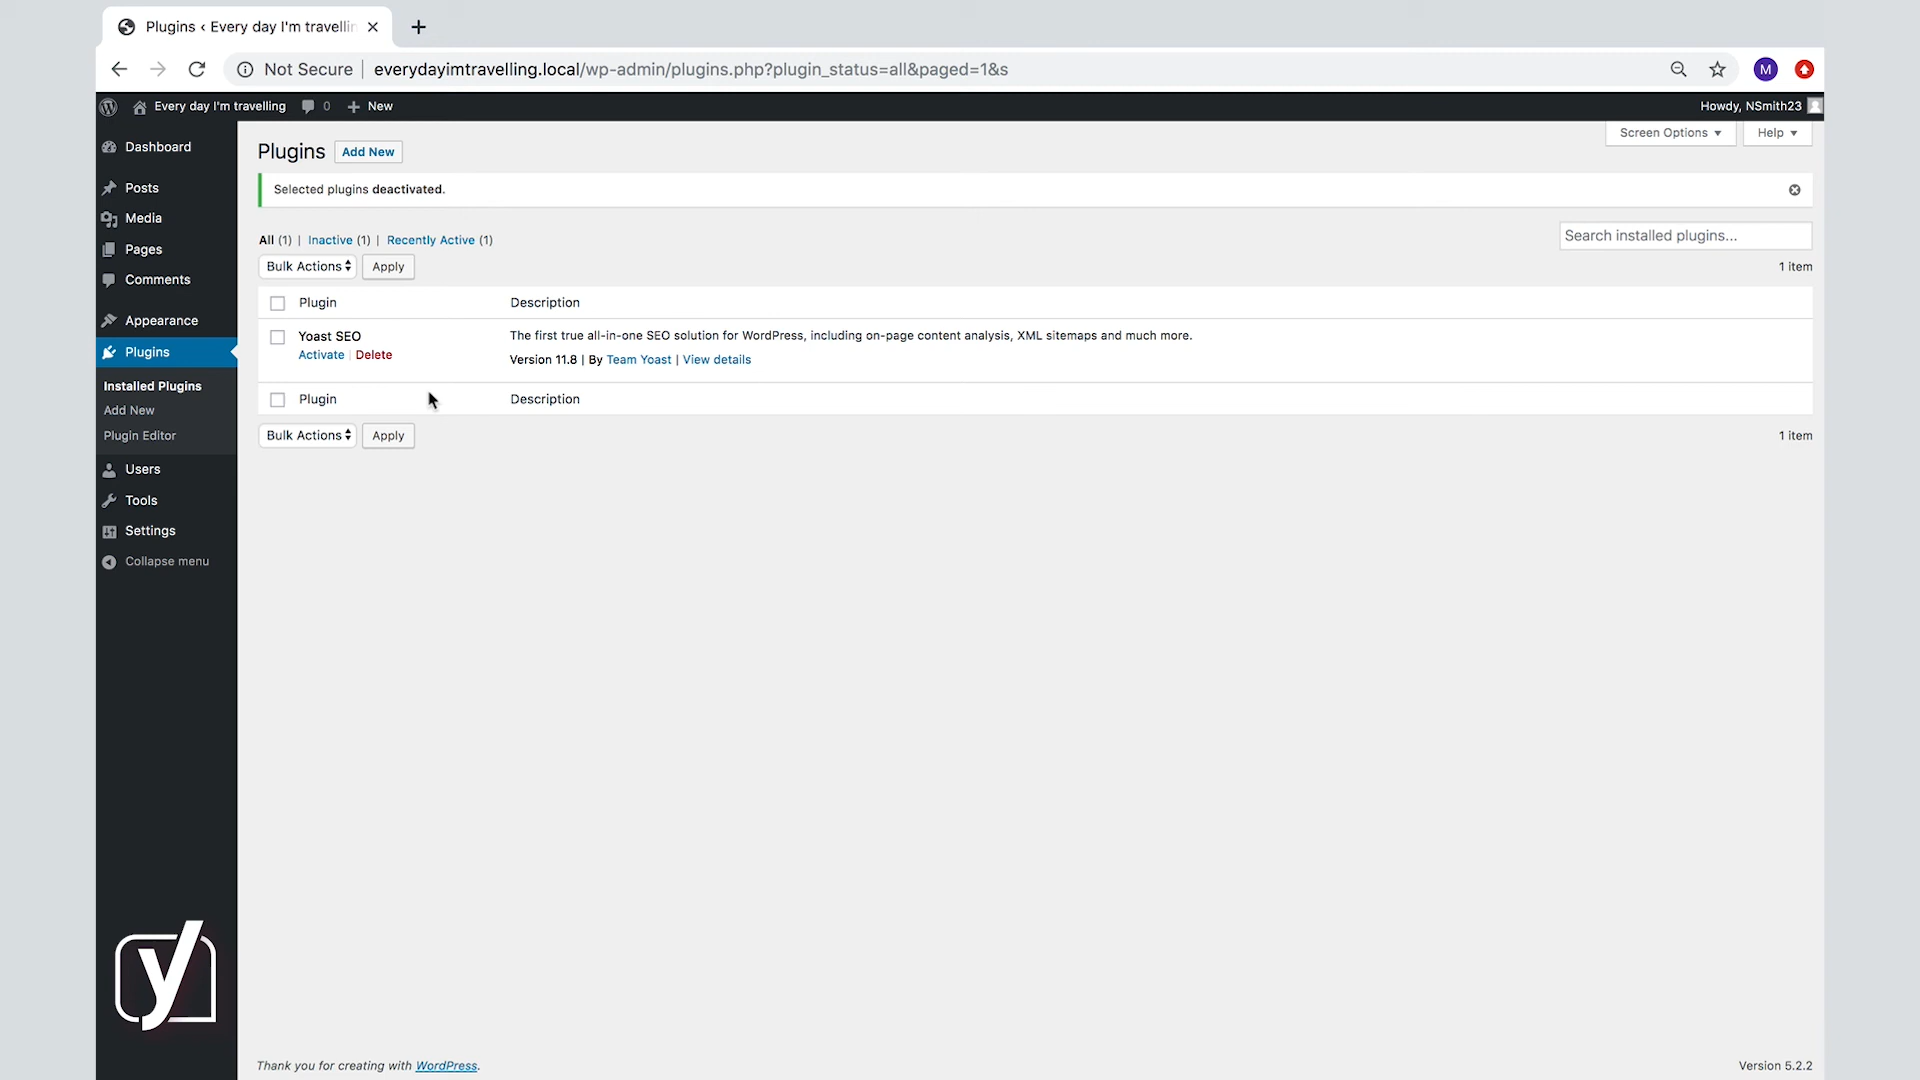 Plugins ‹ Every day I'm travellin
Not Secure everydayimtravelling.local/wp-admin/plugins.php?plugin_status=all&paged=1&s
M
Every day I'm travelling 0 New Howdy, NSmith23
Screen Options Help
Dashboard
Posts
Media
Pages
Comments
Appearance
Plugins
Installed Plugins
Add New
Plugin Editor
Users
Tools
Settings
Collapse menu
Plugins Add New
Selected plugins deactivated.
All (1) | Inactive (1) | Recently Active (1)
Search installed plugins...
Bulk Actions Apply 1 item
Plugin Description
Yoast SEO The first true all-in-one SEO solution for WordPress, including on-page content analysis, XML sitemaps and much more.
Activate | Delete Version 11.8 | By Team Yoast | View details
Plugin Description
Bulk Actions Apply 1 item
y
Thank you for creating with WordPress. Version 5.2.2